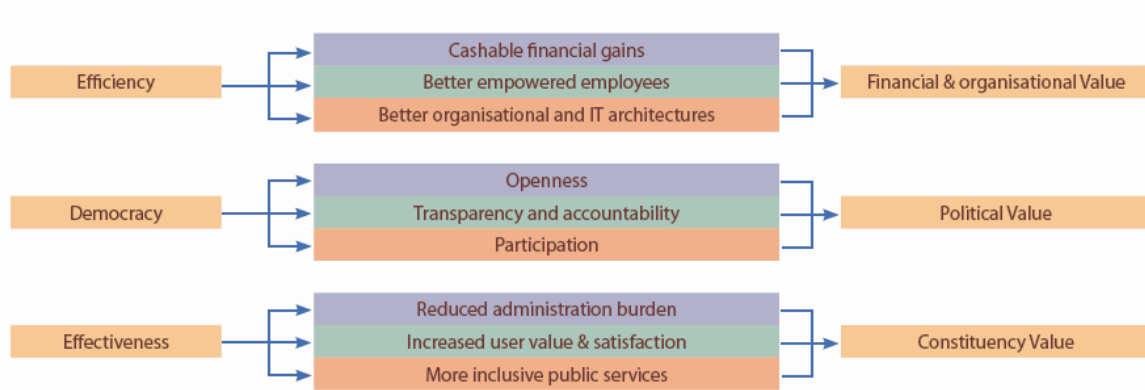 Efficiency
Cashable financial gains
Better empowered employees
Better organisational and IT architectures
Financial & organisational Value
Democracy
Openness
Transparency and accountability
Participation
Political Value
Effectiveness
Reduced administration burden
Increased user value & satisfaction
More inclusive public services
Constituency Value